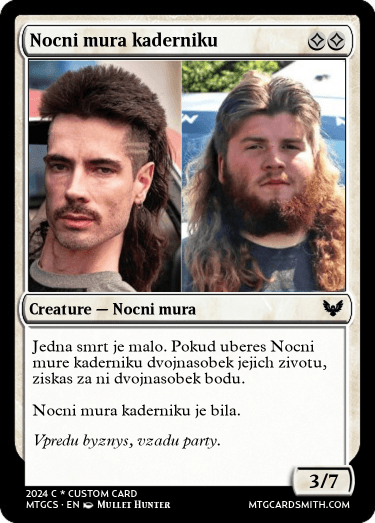 Nocni mura kaderniku
Creature — Nocni mura
Jedna smrt je malo. Pokud uberes Nocni
mure kaderniku dvojnasobek jejich zivotu,
ziskas za ni dvojnasobek bodu.
Nocni mura kaderniku je bila.
Vpredu byznys, vzadu party.
3/7
2024 C * CUSTOM CARD
MTGCS · EN Mullet Hunter
MTGCARDSMITH.COM